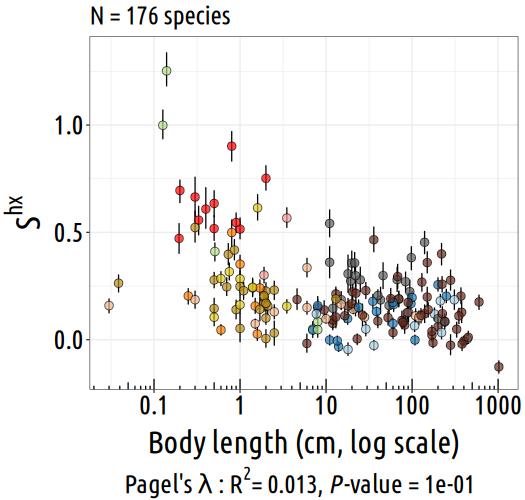 N = 176 species
S^hx
1.0
0.5
0.0
0.1 1 10 100 1000
Body length (cm, log scale)
Pagel's λ : R²= 0.013, P-value = 1e-01